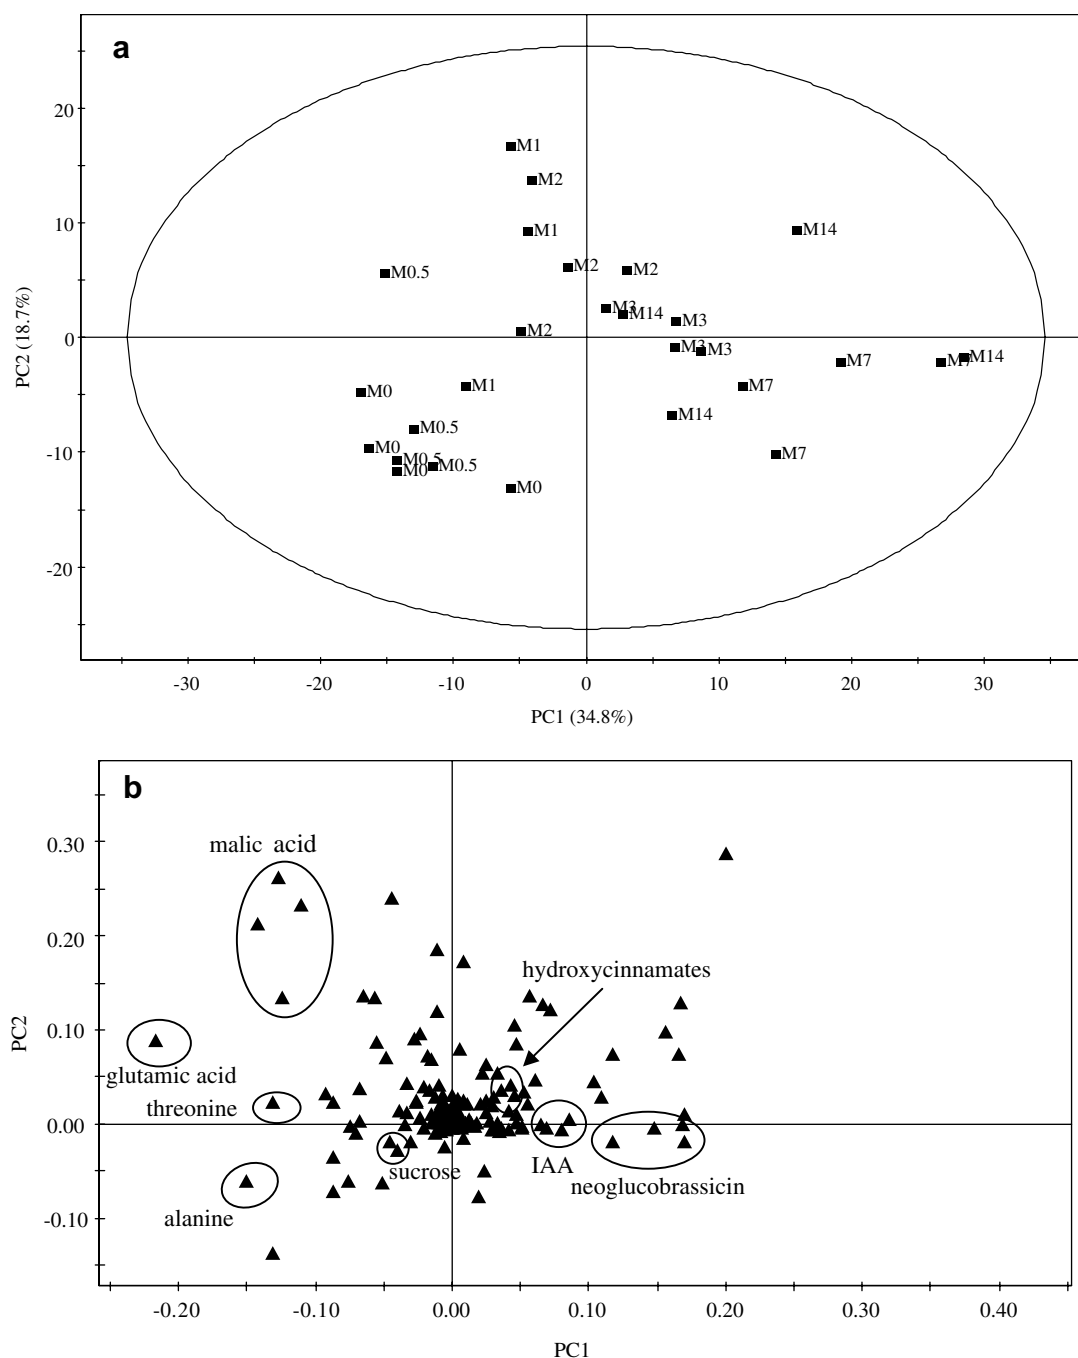 a
20
10
0
-10
-20
PC2 (18.7%)
M1
M2
M1
M14
M0.5
M2
M2
M3
M14
M3
M2
M3
M3
M7
M7
M14
M0
M1
M7
M0.5
M14
M0
M0.5
M0
M0.5
M7
M0
-30
-20
-10
0
10
20
30
PC1 (34.8%)
b
0.30
0.20
0.10
0.00
-0.10
PC2
malic acid
hydroxycinnamates
glutamic acid
threonine
sucrose
IAA
neoglucobrassicin
alanine
-0.20
-0.10
0.00
0.10
0.20
0.30
0.40
PC1